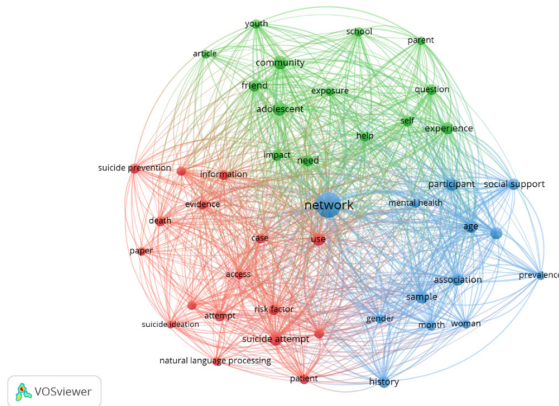 youth
school
parent
article
community
friend
exposure
question
adolescent
self
experience
help
impact
need
suicide prevention
information
participant
social support
evidence
network
mental health
death
age
case
use
paper
access
prevalence
association
sample
risk factor
attempt
gender
month
woman
suicide ideation
suicide attempt
natural language processing
patient
history
VOSviewer